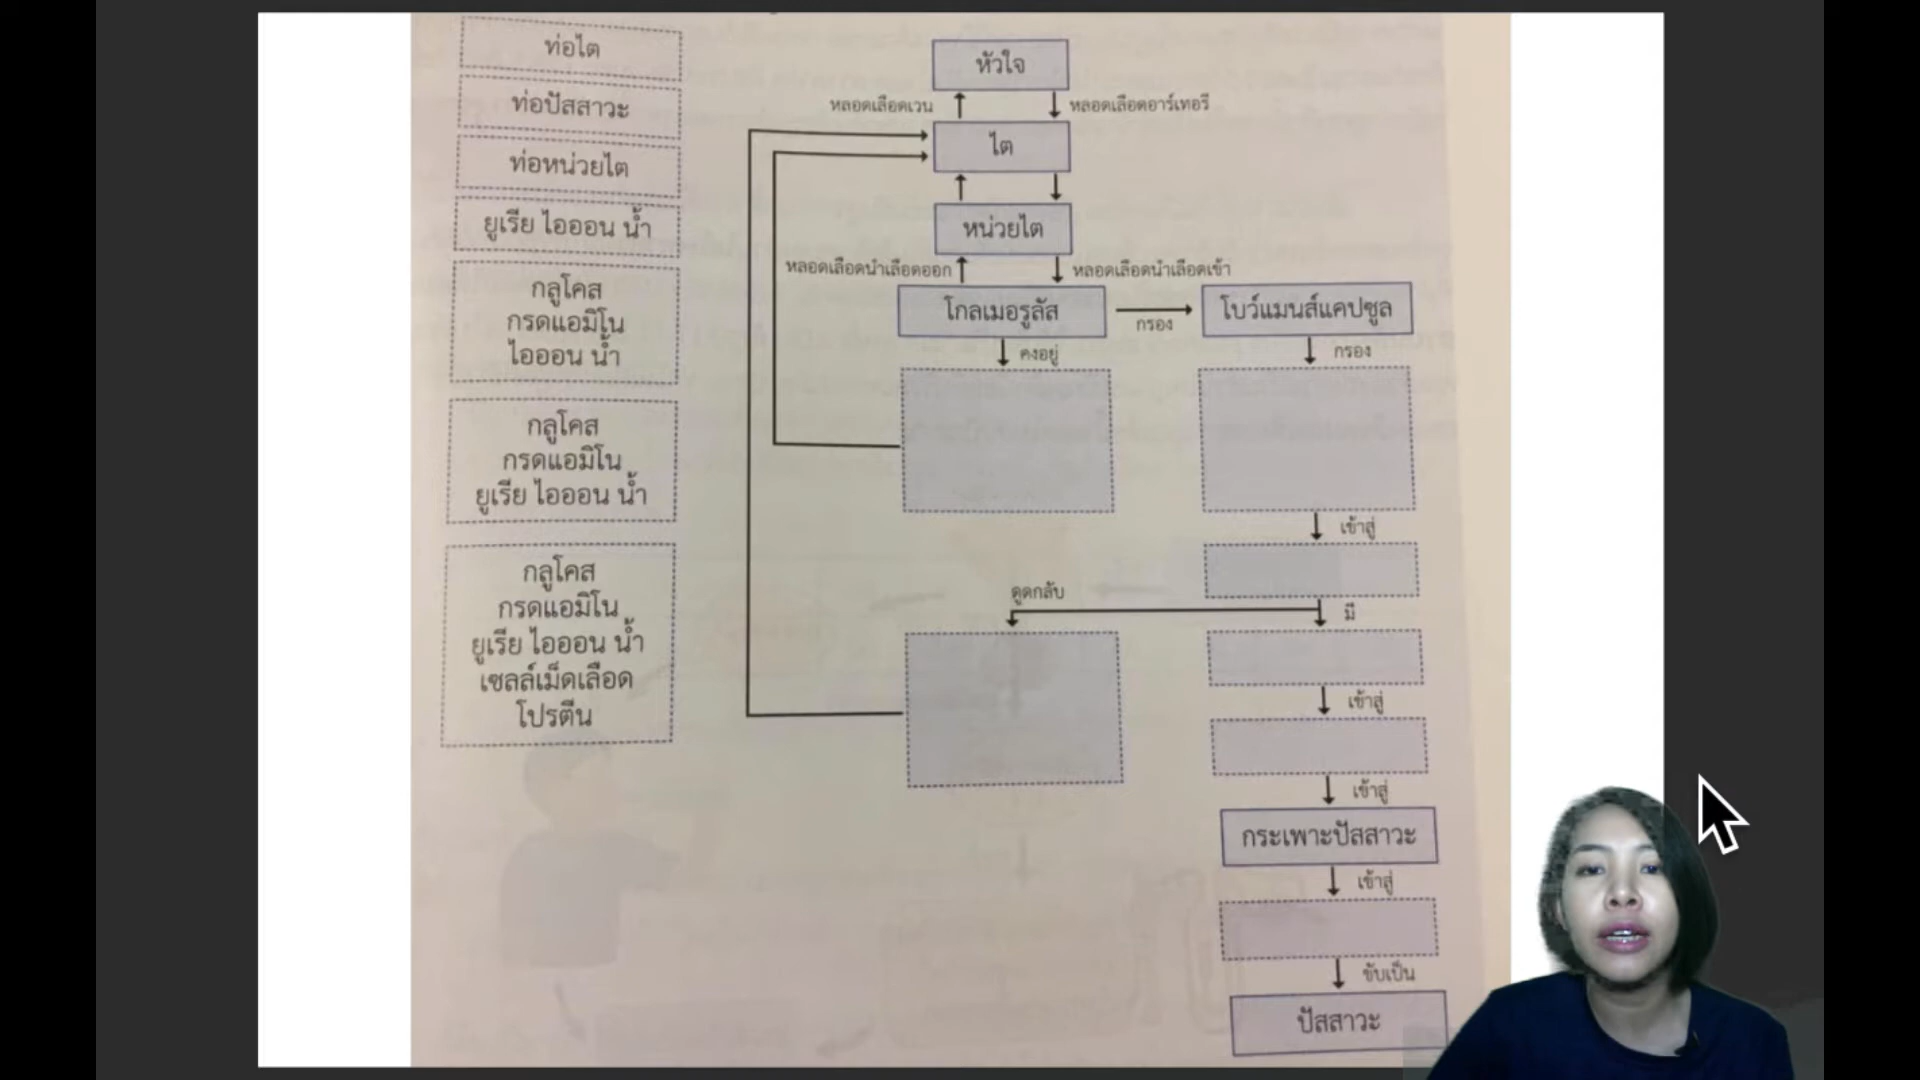 ท่อไต
ท่อปัสสาวะ
ท่อหน่วยไต
ยูเรีย ไอออน น้ำ
กลูโคส
กรดแอมิโน
ไอออน น้ำ
กลูโคส
กรดแอมิโน
ยูเรีย ไอออน น้ำ
กลูโคส
กรดแอมิโน
ยูเรีย ไอออน น้ำ
เซลล์เม็ดเลือด
โปรตีน
หัวใจ
หลอดเลือดเวน
หลอดเลือดอาร์เทอรี
ไต
หน่วยไต
หลอดเลือดนำเลือดออก
หลอดเลือดนำเลือดเข้า
โกลเมอรูลัส
กรอง
โบว์แมนส์แคปซูล
คงอยู่
กรอง
เข้าสู่
ดูดกลับ
มี
เข้าสู่
เข้าสู่
กระเพาะปัสสาวะ
เข้าสู่
ขับเป็น
ปัสสาวะ